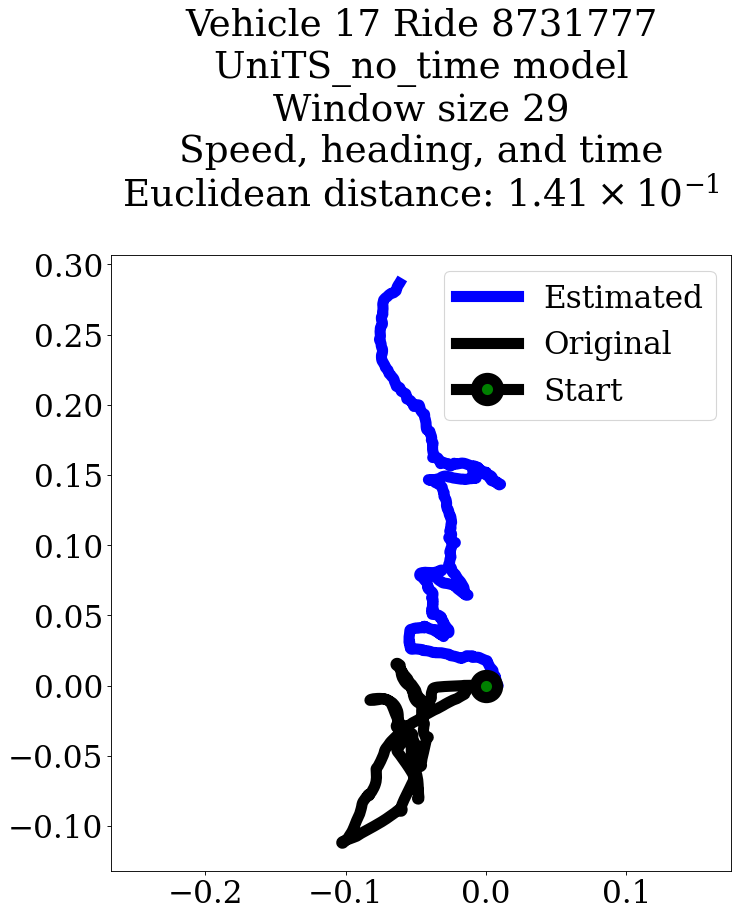 Vehicle 17 Ride 8731777
UniTS_no_time model
Window size 29
Speed, heading, and time
Euclidean distance: 1.41 × 10⁻¹
0.30
0.25
0.20
0.15
0.10
0.05
0.00
−0.05
−0.10
Estimated
Original
Start
−0.2
−0.1
0.0
0.1